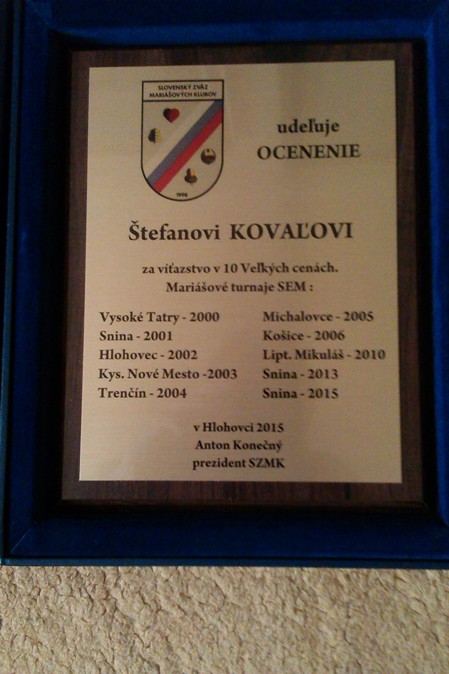 SLOVENSKÝ ZVÄZ
MARIÁŠOVÝCH KLUBOV
1998
udeľuje
OCENENIE
Štefanovi KOVAĽOVI
za víťazstvo v 10 Veľkých cenách.
Mariášové turnaje SEM :
Vysoké Tatry - 2000
Snina - 2001
Hlohovec - 2002
Kys. Nové Mesto -2003
Trenčín - 2004
Michalovce - 2005
Košice - 2006
Lipt. Mikuláš - 2010
Snina - 2013
Snina - 2015
v Hlohovci 2015
Anton Konečný
prezident SZMK